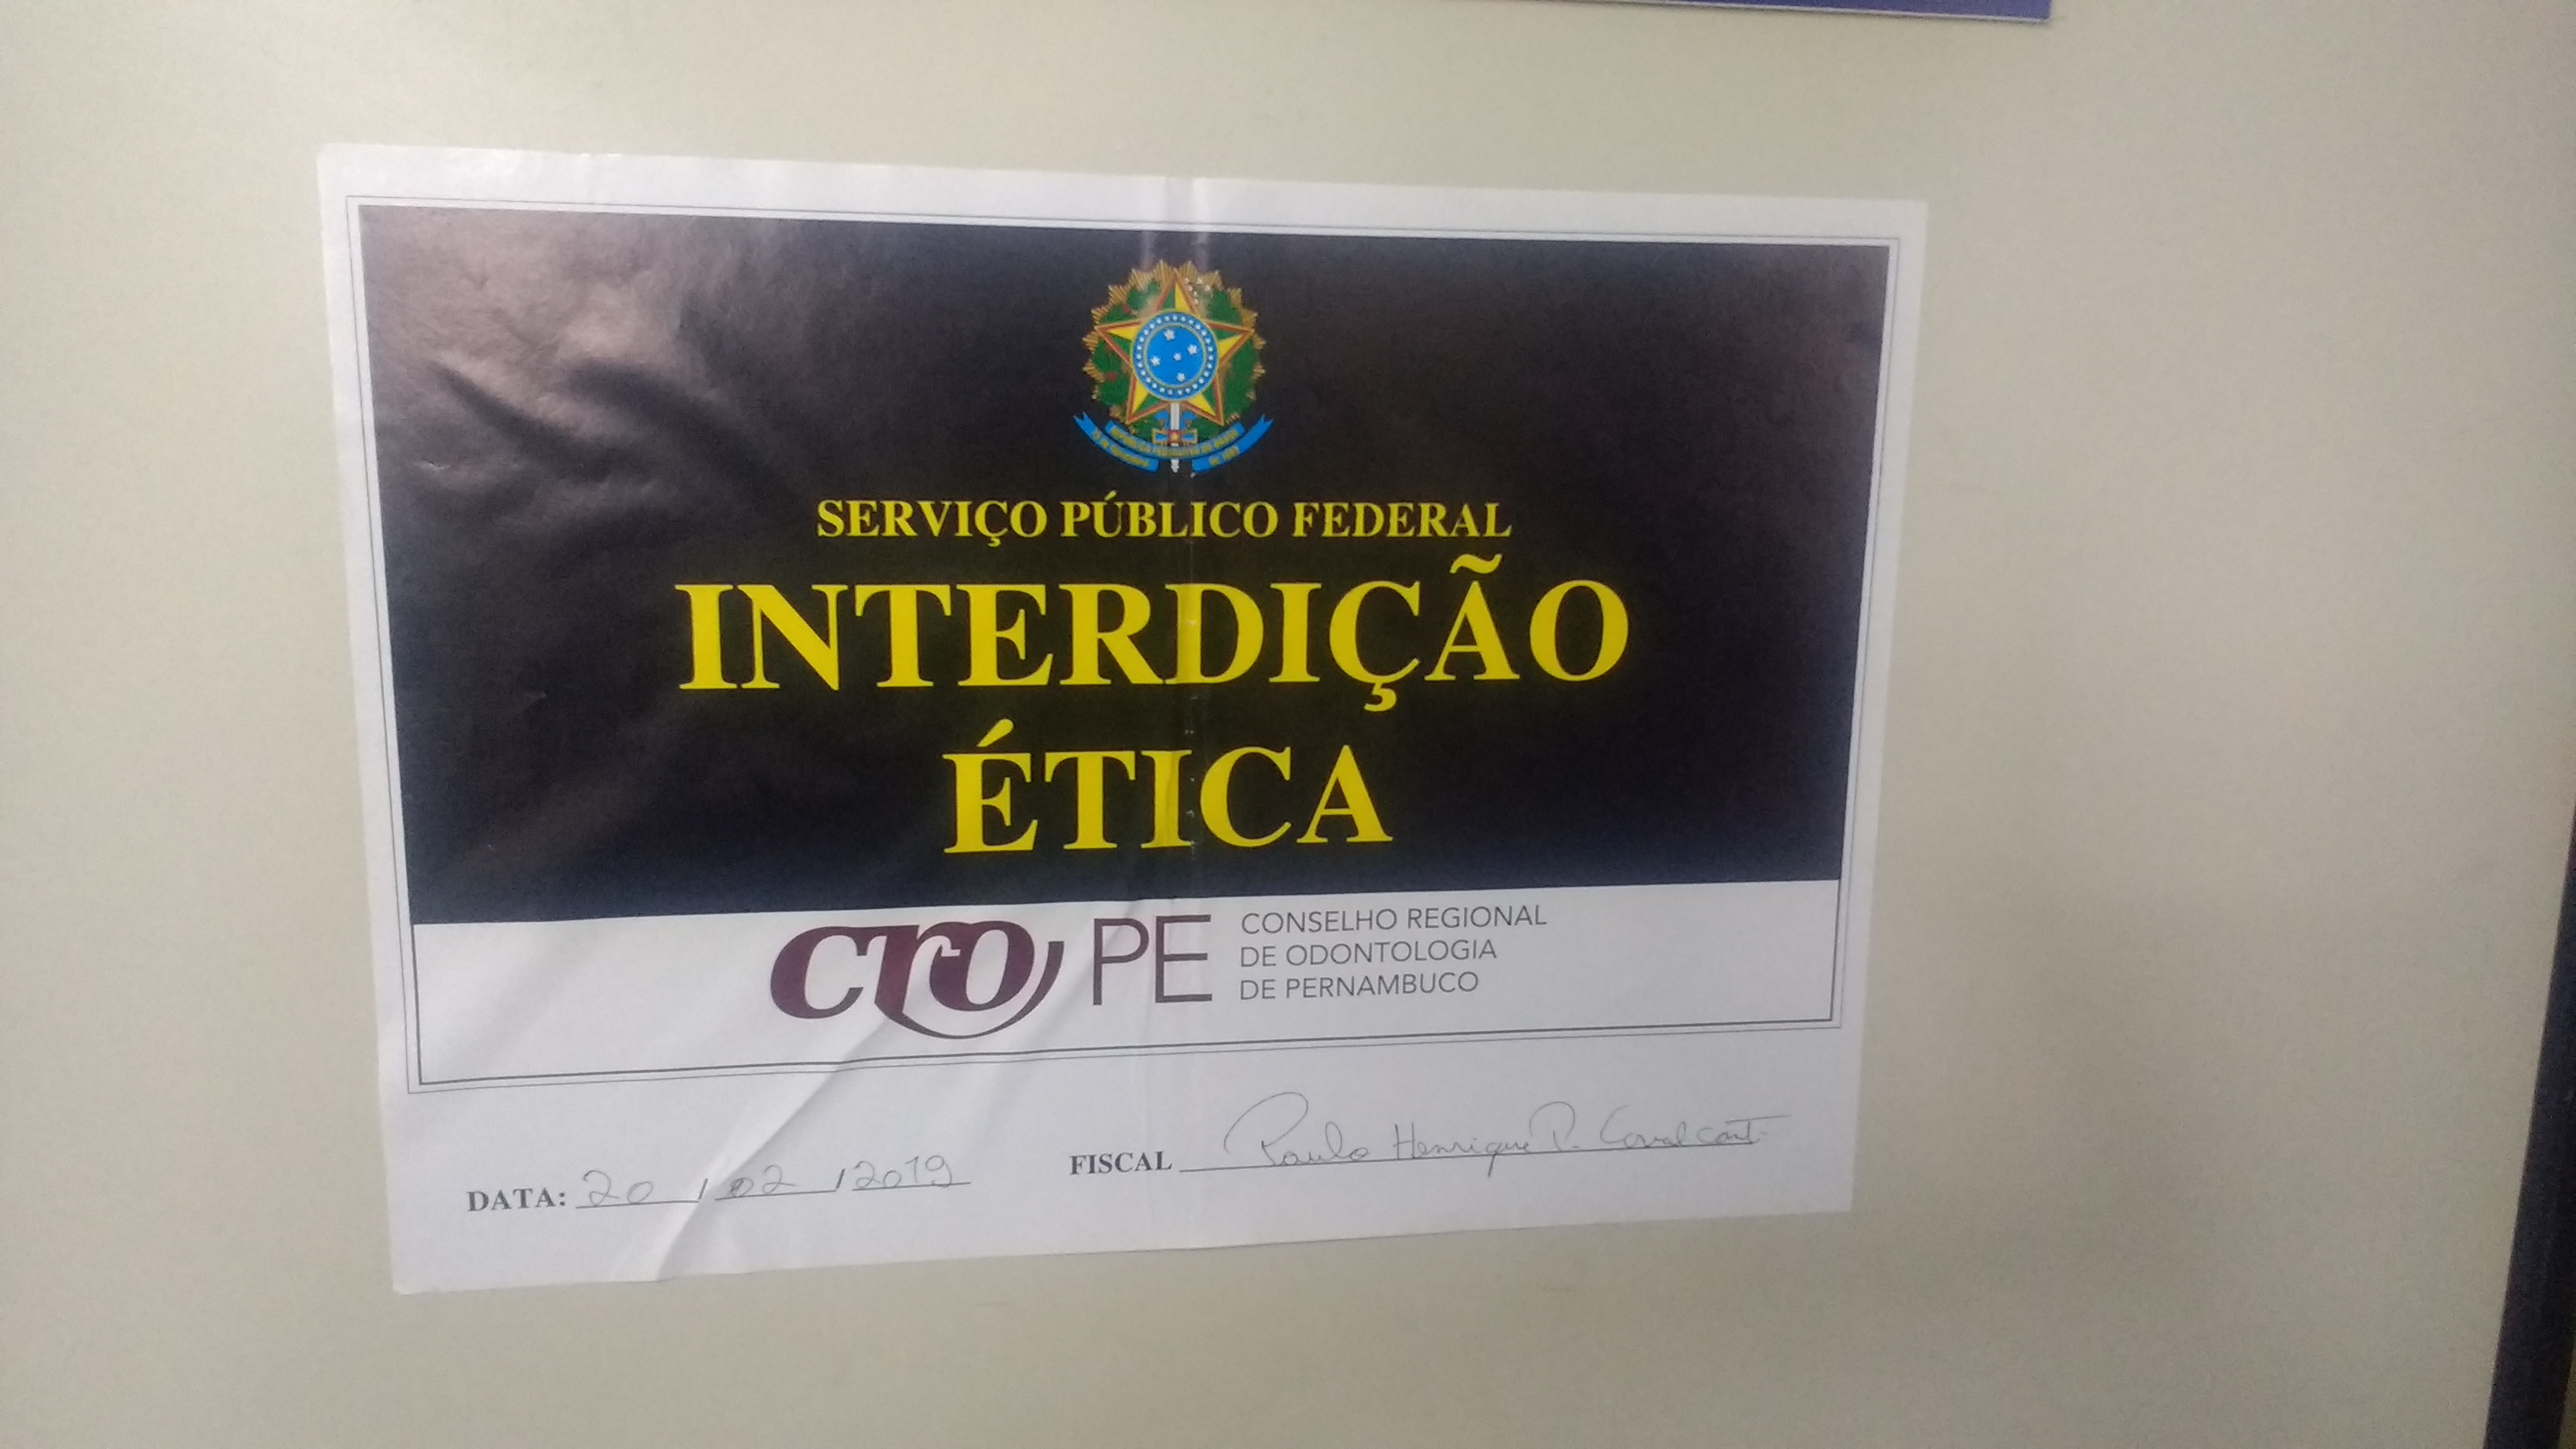 SERVIÇO PÚBLICO FEDERAL
INTERDIÇÃO
ÉTICA
cro PE
CONSELHO REGIONAL
DE ODONTOLOGIA
DE PERNAMBUCO
DATA: 20 / 02 / 2019
FISCAL Paulo Henrique P. Cavalcanti